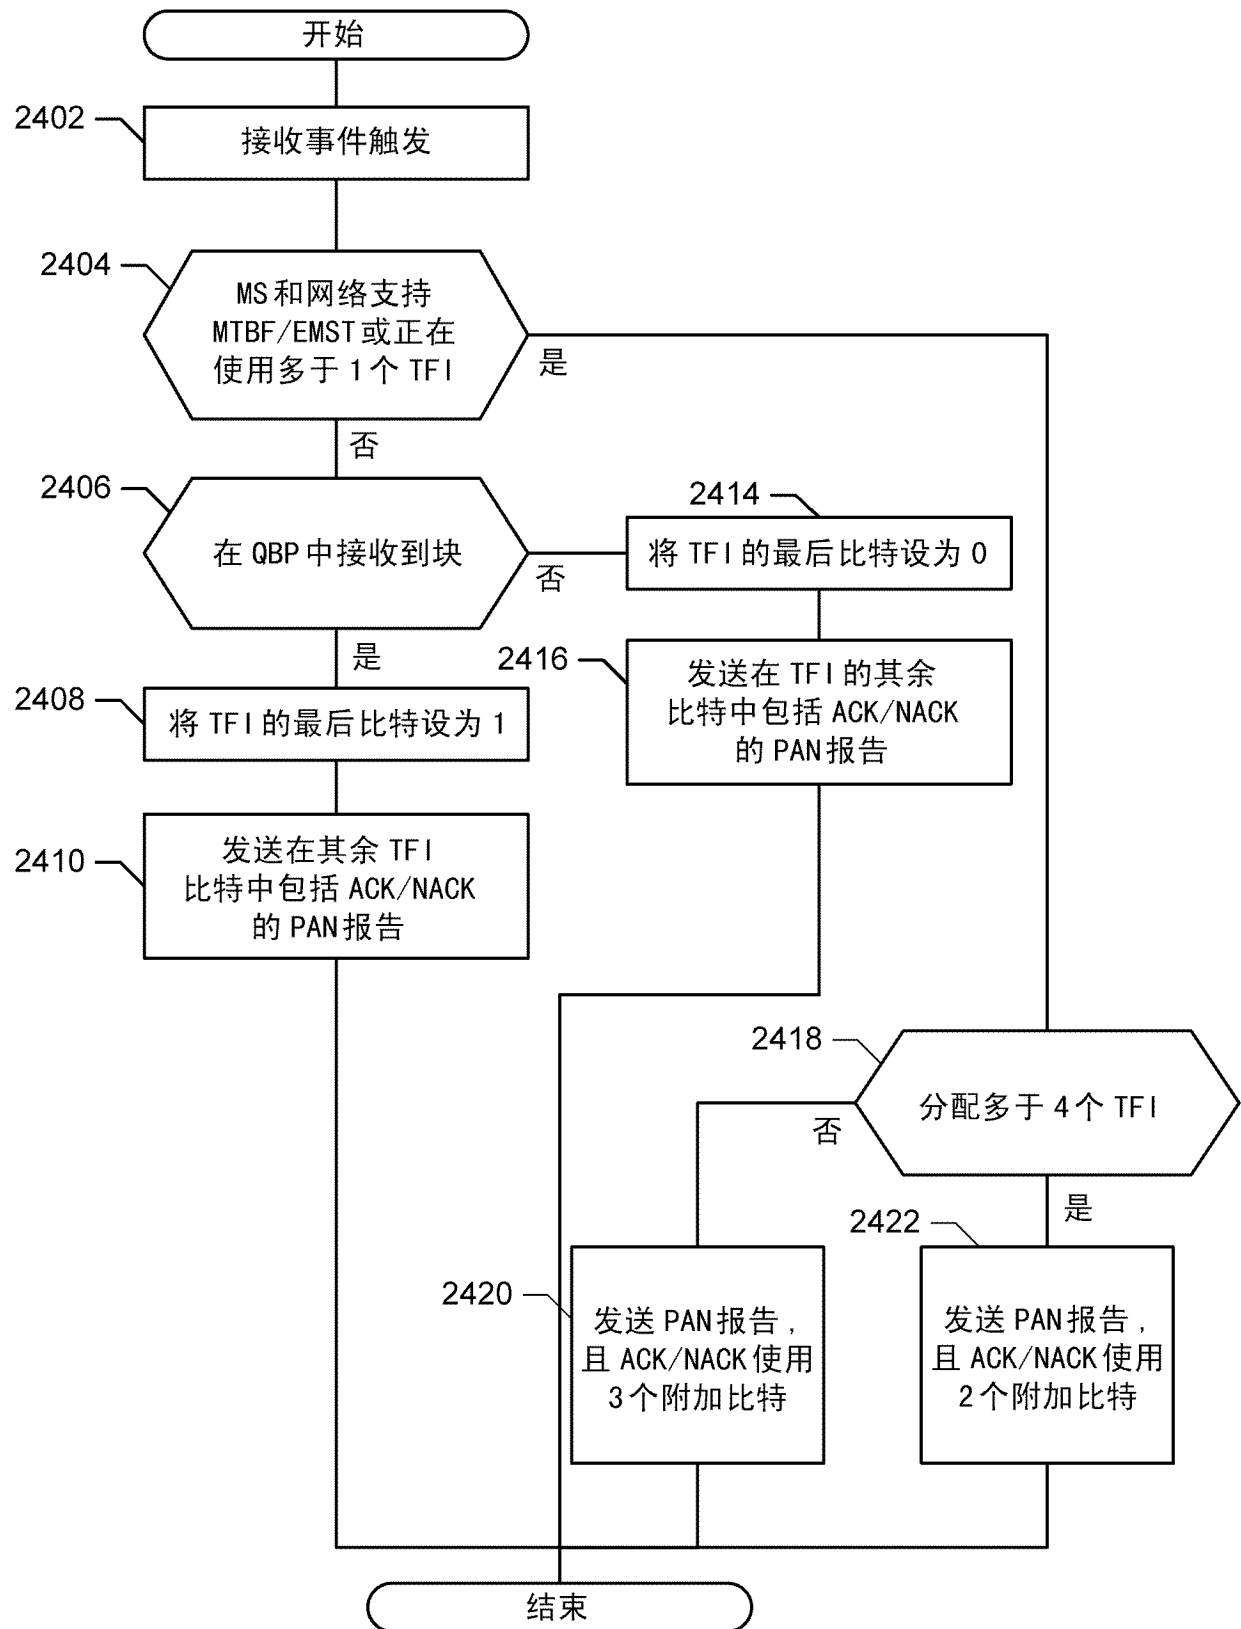 开始
2402
接收事件触发
2404
MS和网络支持
MTBF/EMST或正在
使用多于1个TFI
是
否
2406
在QBP中接收到块
否
是
2414
将TFI的最后比特设为0
2416
发送在TFI的其余
比特中包括ACK/NACK
的PAN报告
2408
将TFI的最后比特设为1
2410
发送在其余TFI
比特中包括ACK/NACK
的PAN报告
2418
分配多于4个TFI
否
是
2422
2420
发送PAN报告,
且ACK/NACK使用
3个附加比特
发送PAN报告,
且ACK/NACK使用
2个附加比特
结束